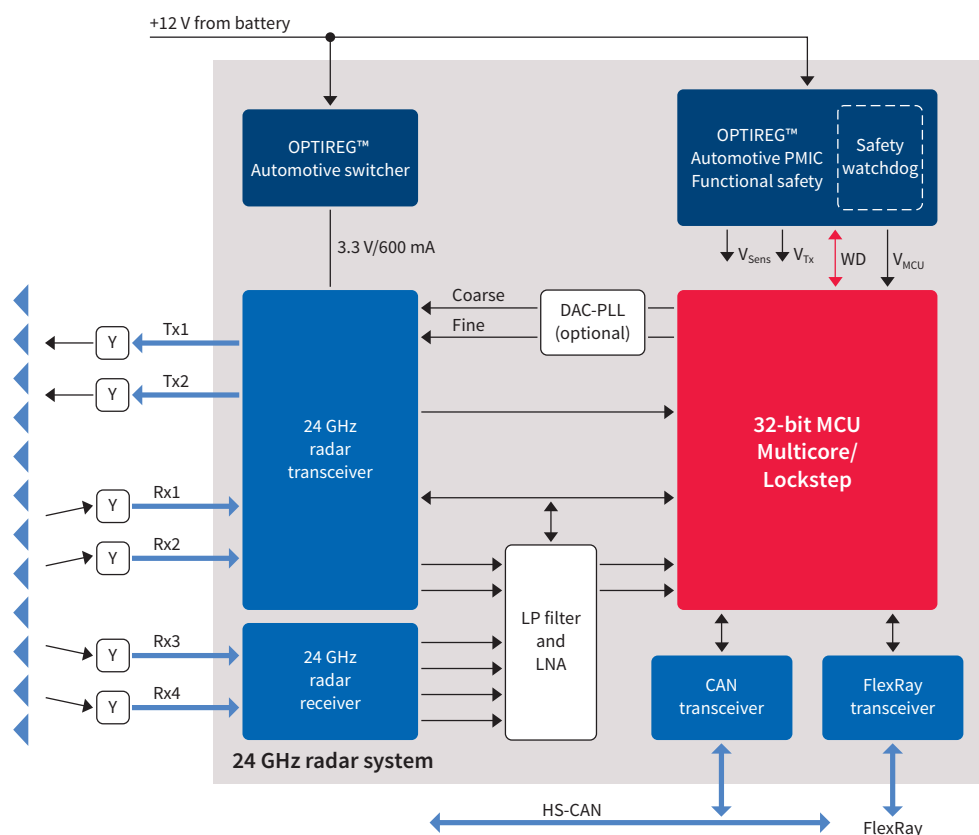 +12 V from battery
OPTIREG™
Automotive switcher
OPTIREG™
Automotive PMIC
Functional safety
Safety
watchdog
3.3 V/600 mA
VSens
VTx
WD
VMCU
Coarse
Fine
DAC-PLL
(optional)
Tx1
Y
Tx2
Y
24 GHz
radar
transceiver
32-bit MCU
Multicore/
Lockstep
Rx1
Y
Rx2
Y
LP filter
and
LNA
Rx3
Y
Rx4
Y
24 GHz
radar
receiver
CAN
transceiver
FlexRay
transceiver
24 GHz radar system
HS-CAN
FlexRay